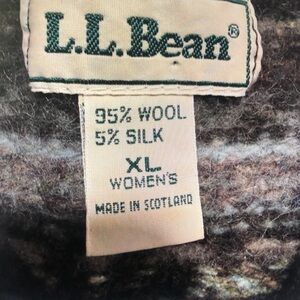 L.L.Bean®
95% WOOL
5% SILK
XL
WOMEN'S
MADE IN SCOTLAND